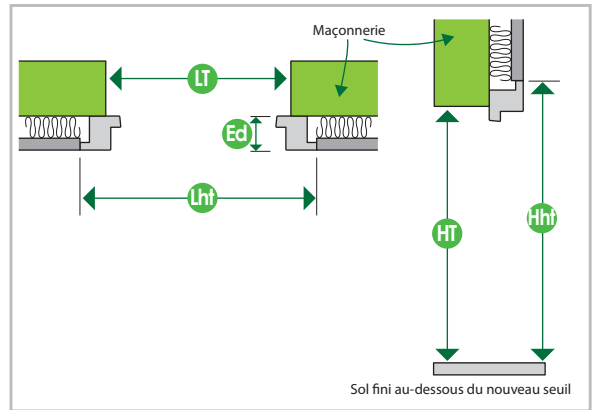 Maçonnerie
LT
Ed
Lht
HT
Hht
Sol fini au-dessous du nouveau seuil